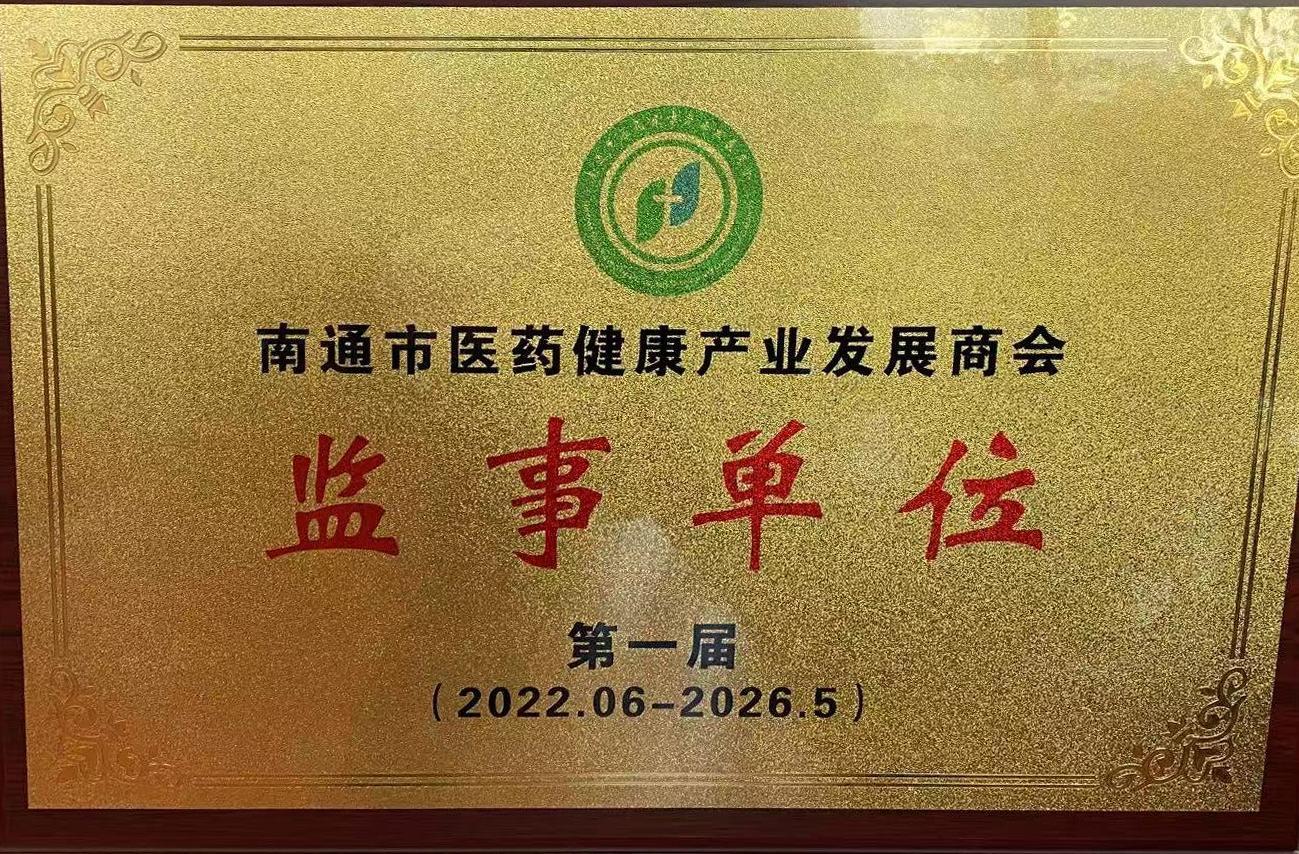 南通市医药健康产业发展商会
监事单位
第一届
（2022.06-2026.5）